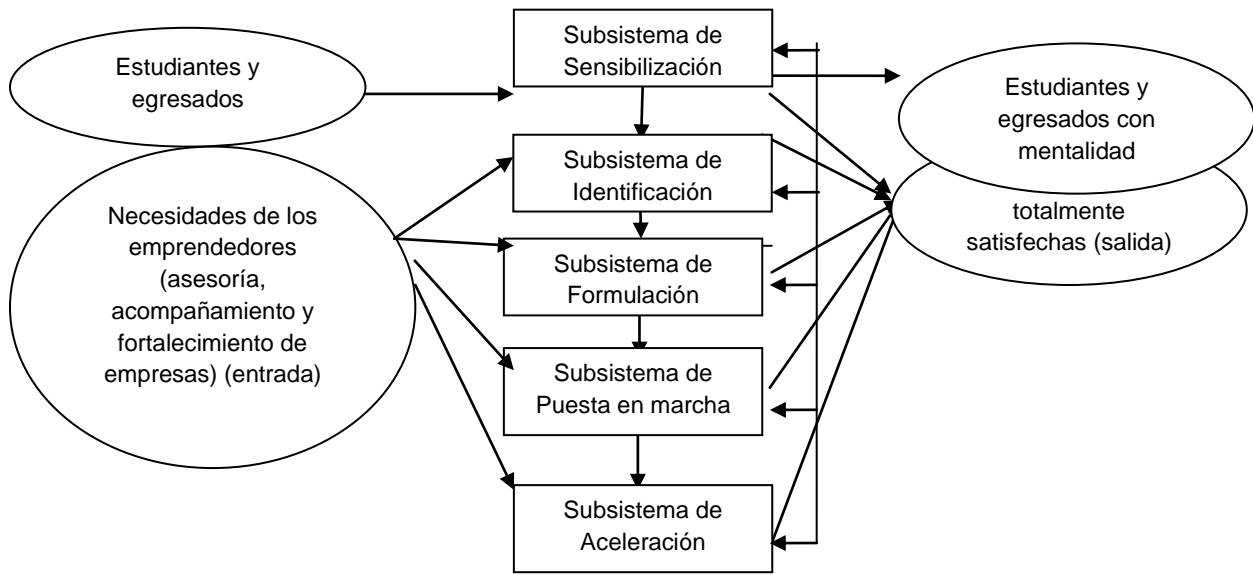 Estudiantes y
egresados
Necesidades de los
emprendedores
(asesoría,
acompañamiento y
fortalecimiento de
empresas) (entrada)
Subsistema de
Sensibilización
Subsistema de
Identificación
Subsistema de
Formulación
Subsistema de
Puesta en marcha
Subsistema de
Aceleración
Estudiantes y
egresados con
mentalidad
totalmente
satisfechas (salida)